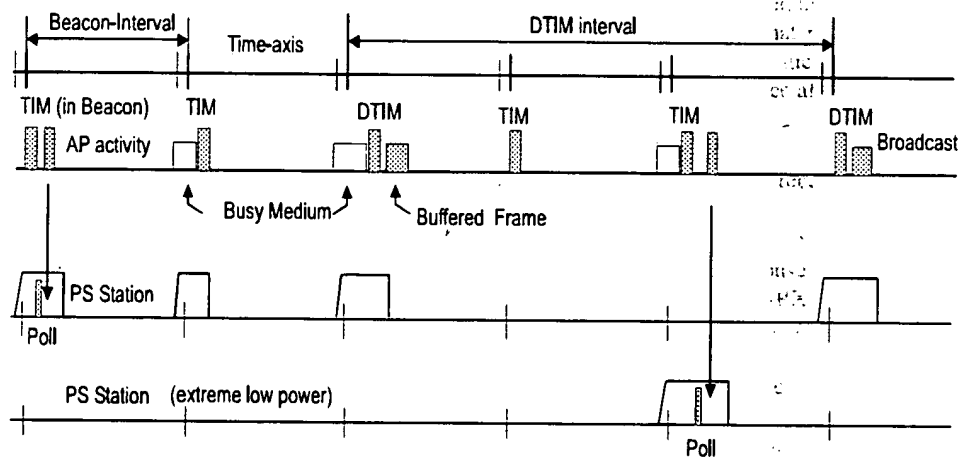 Beacon-Interval
DTIM interval
Time-axis
TIM (in Beacon)
TIM
DTIM
TIM
TIM
DTIM
AP activity
Broadcast
Busy Medium
Buffered Frame
PS Station
Poll
PS Station (extreme low power)
Poll